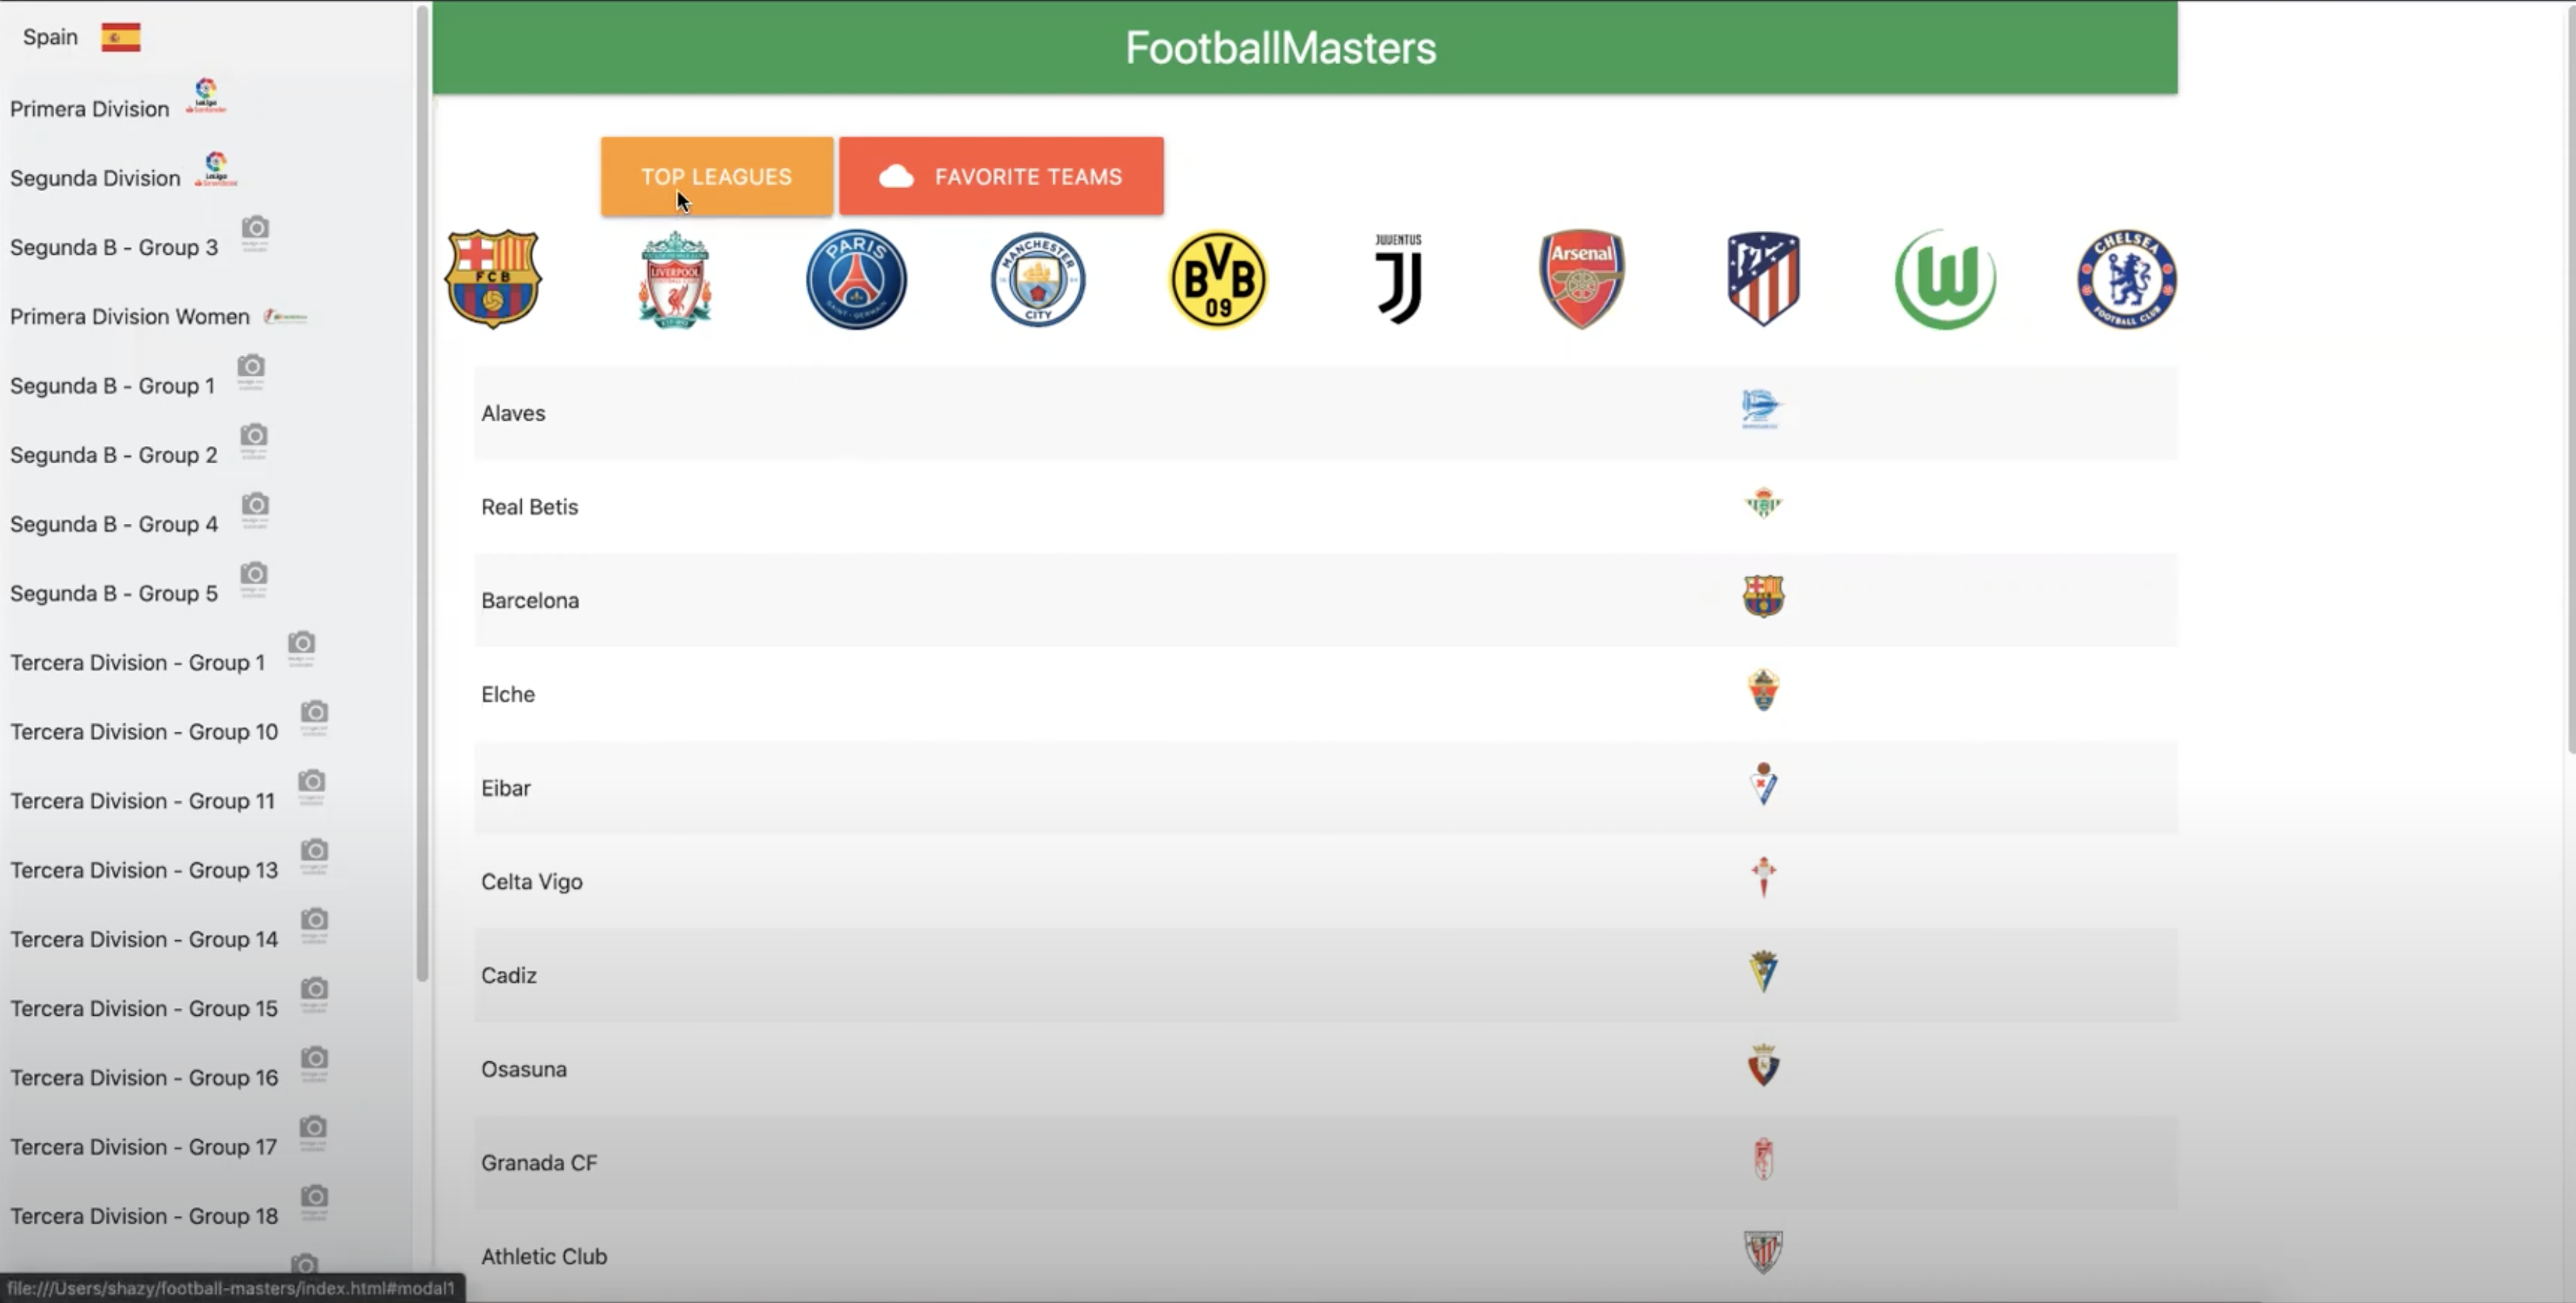 Spain
Primera Division
LaLiga
Santander
Segunda Division
LaLiga
Segunda B - Group 3
Primera Division Women
Segunda B - Group 1
Segunda B - Group 2
Segunda B - Group 4
Segunda B - Group 5
Tercera Division - Group 1
Tercera Division - Group 10
Tercera Division - Group 11
Tercera Division - Group 13
Tercera Division - Group 14
Tercera Division - Group 15
Tercera Division - Group 16
Tercera Division - Group 17
Tercera Division - Group 18
file:///Users/shazy/football-masters/index.html#modal1
FootballMasters
TOP LEAGUES
FAVORITE TEAMS
FCB
LIVERPOOL
FOOTBALL CLUB
PARIS
SAINT-GERMAIN
MANCHESTER
CITY
BVB
09
JUVENTUS
J
Arsenal
W
CHELSEA
FOOTBALL CLUB
Alaves
Real Betis
Barcelona
Elche
Eibar
Celta Vigo
Cadiz
Osasuna
Granada CF
Athletic Club